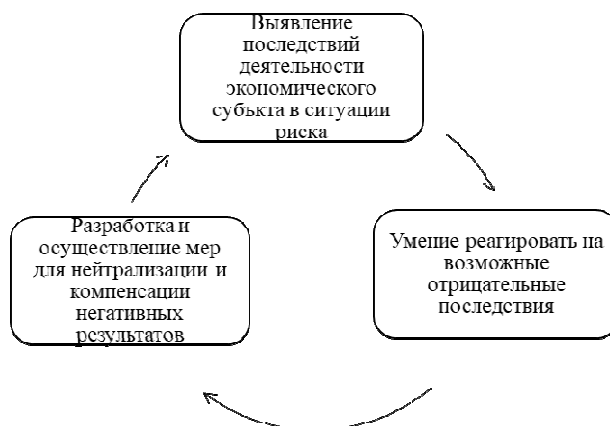 Выявление
последствий
деятельности
экономического
субъкта в ситуации
риска
Умение реагировать на
возможные
отрицательные
последствия
Разработка и
осуществление мер
для нейтрализации и
компенсации
негативных
результатов